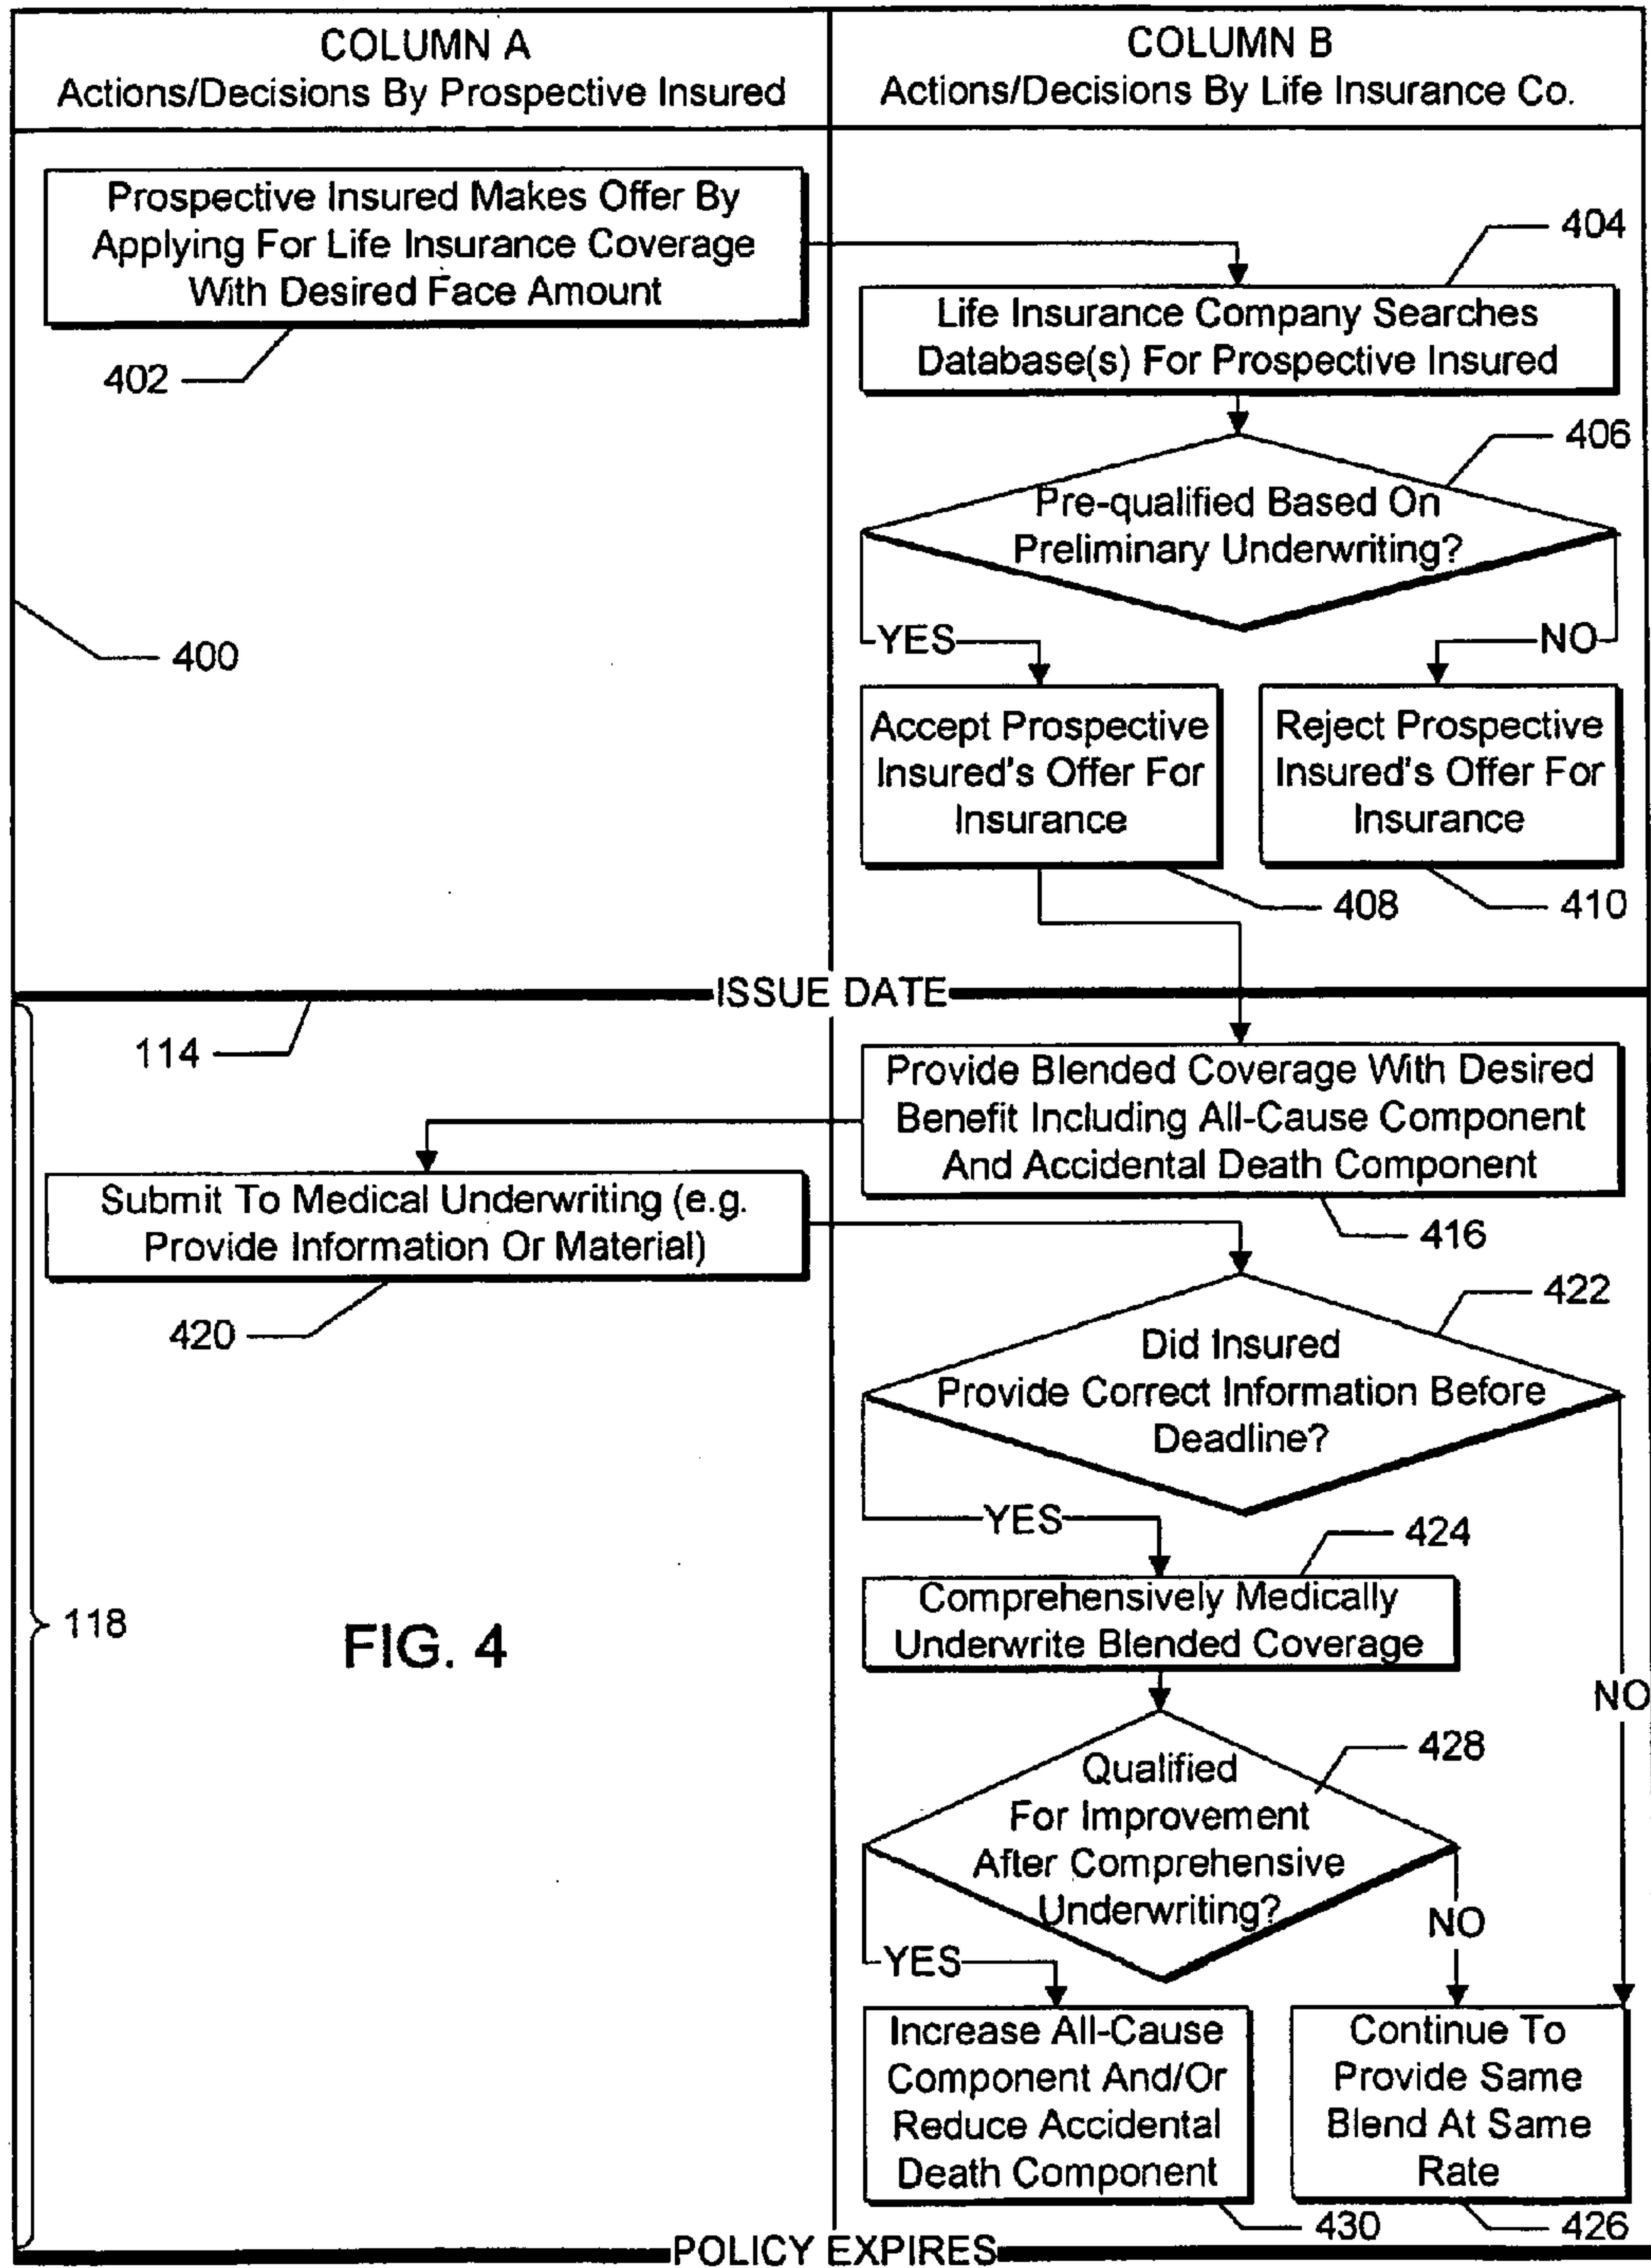 COLUMN A
Actions/Decisions By Prospective Insured
COLUMN B
Actions/Decisions By Life Insurance Co.
Prospective Insured Makes Offer By
Applying For Life Insurance Coverage
With Desired Face Amount
402
404
Life Insurance Company Searches
Database(s) For Prospective Insured
406
Pre-qualified Based On
Preliminary Underwriting?
YES
NO
400
Accept Prospective
Insured's Offer For
Insurance
Reject Prospective
Insured's Offer For
Insurance
408
410
ISSUE DATE
114
Provide Blended Coverage With Desired
Benefit Including All-Cause Component
And Accidental Death Component
416
Submit To Medical Underwriting (e.g.
Provide Information Or Material)
420
422
Did Insured
Provide Correct Information Before
Deadline?
YES
424
Comprehensively Medically
Underwrite Blended Coverage
118
FIG. 4
NO
428
Qualified
For Improvement
After Comprehensive
Underwriting?
NO
YES
Increase All-Cause
Component And/Or
Reduce Accidental
Death Component
Continue To
Provide Same
Blend At Same
Rate
430
426
POLICY EXPIRES